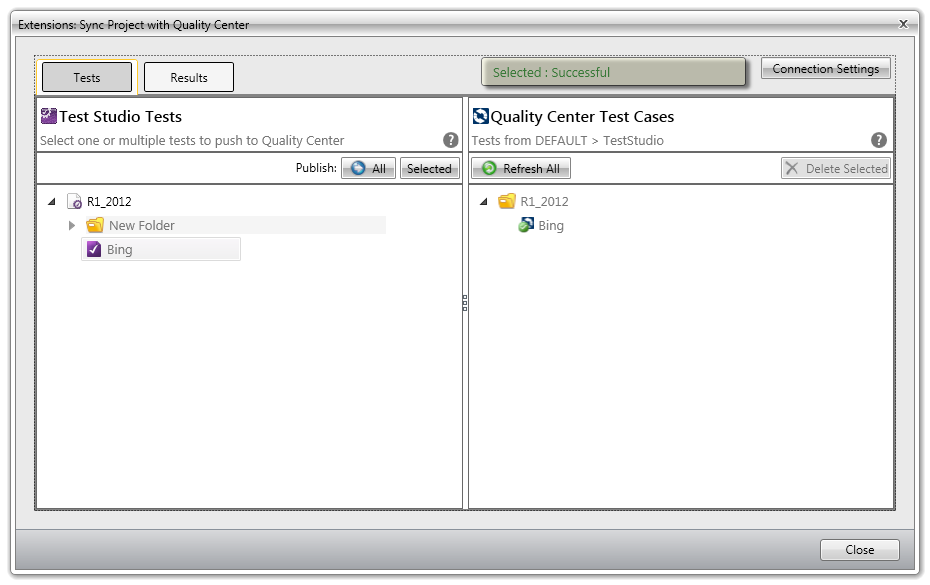 Extensions: Sync Project with Quality Center
x
Tests
Results
Selected : Successful
Connection Settings
Test Studio Tests
Select one or multiple tests to push to Quality Center
?
Publish:
All
Selected
R1_2012
New Folder
Bing
Quality Center Test Cases
Tests from DEFAULT > TestStudio
?
Refresh All
Delete Selected
R1_2012
Bing
Close